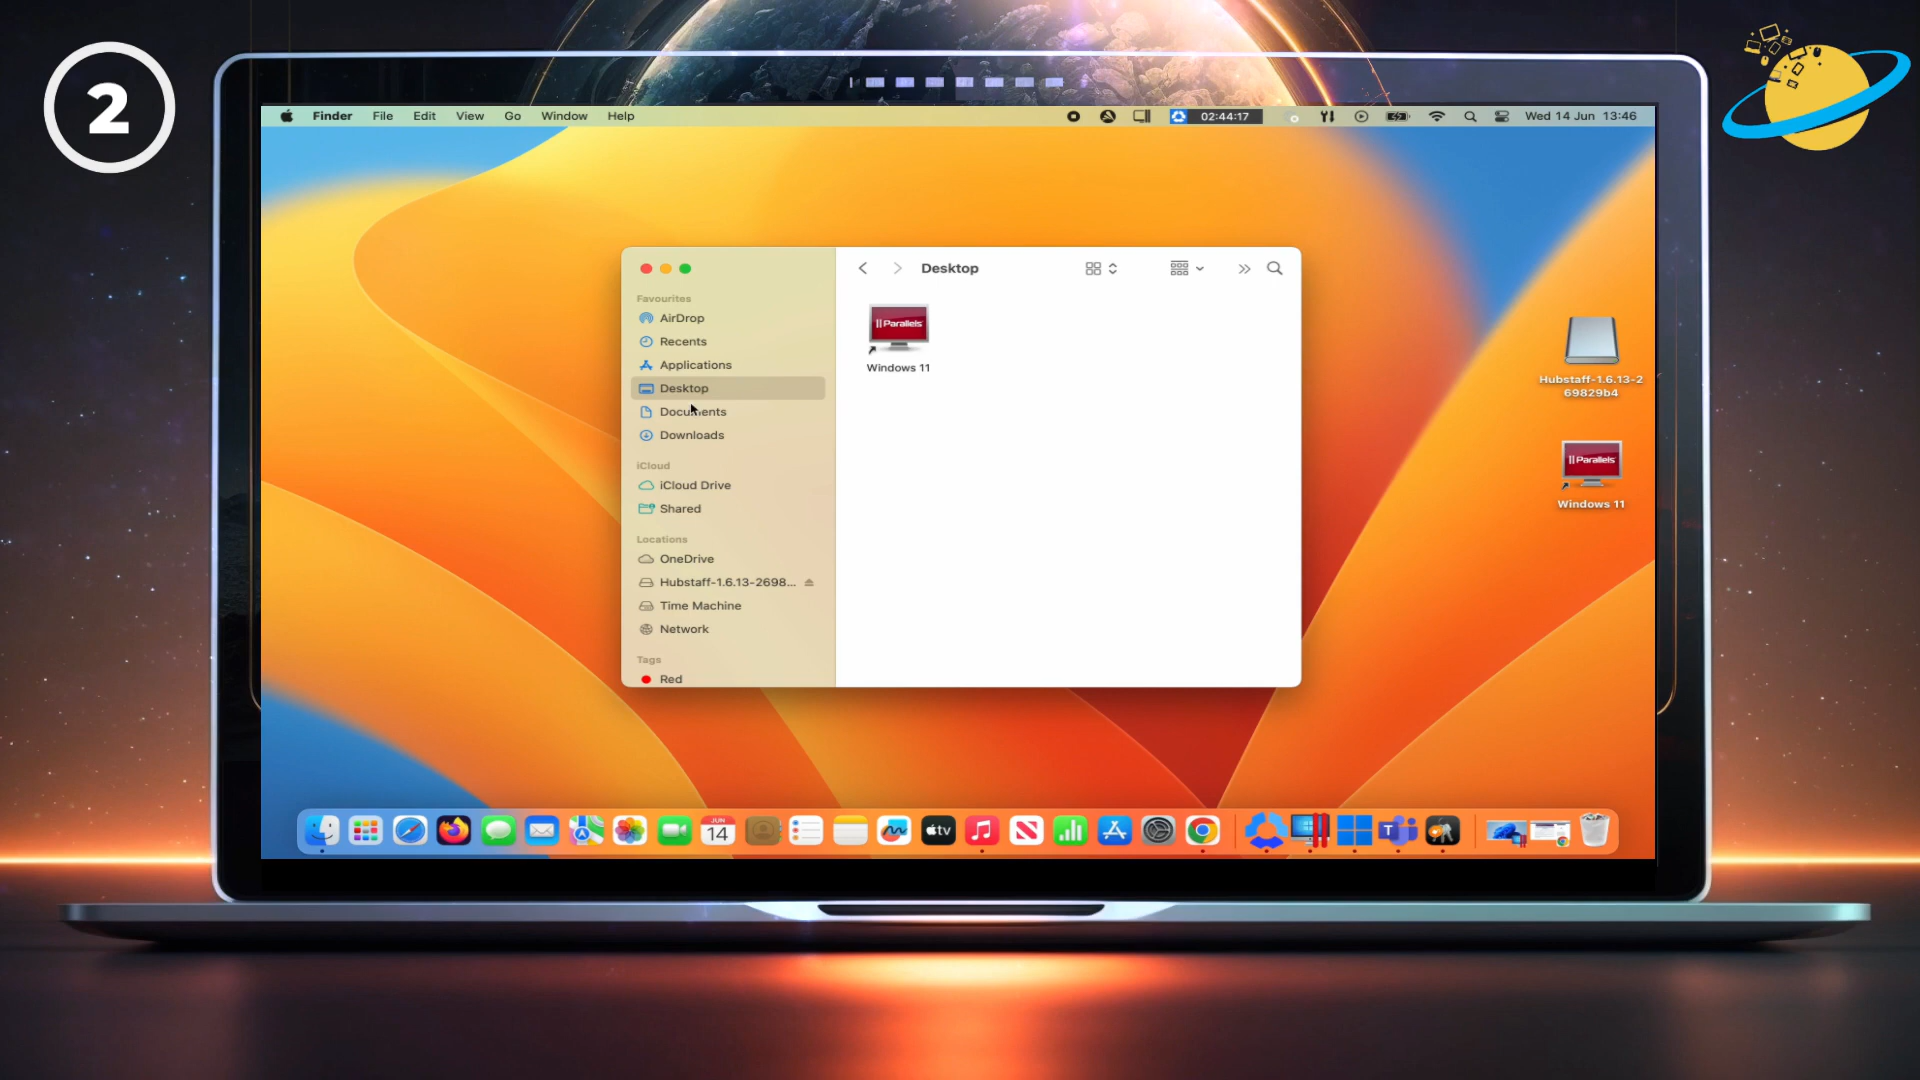 2
Finder File Edit View Go Window Help 02:44:17 Wed 14 Jun 13:46
Desktop
Favourites
AirDrop
Recents
Applications
Desktop
Documents
Downloads
iCloud
iCloud Drive
Shared
Locations
OneDrive
Hubstaff-1.6.13-2698...
Time Machine
Network
Tags
Red
Parallels
Windows 11
Hubstaff-1.6.13-2
69829b4
Parallels
Windows 11
JUN
14
tv
T